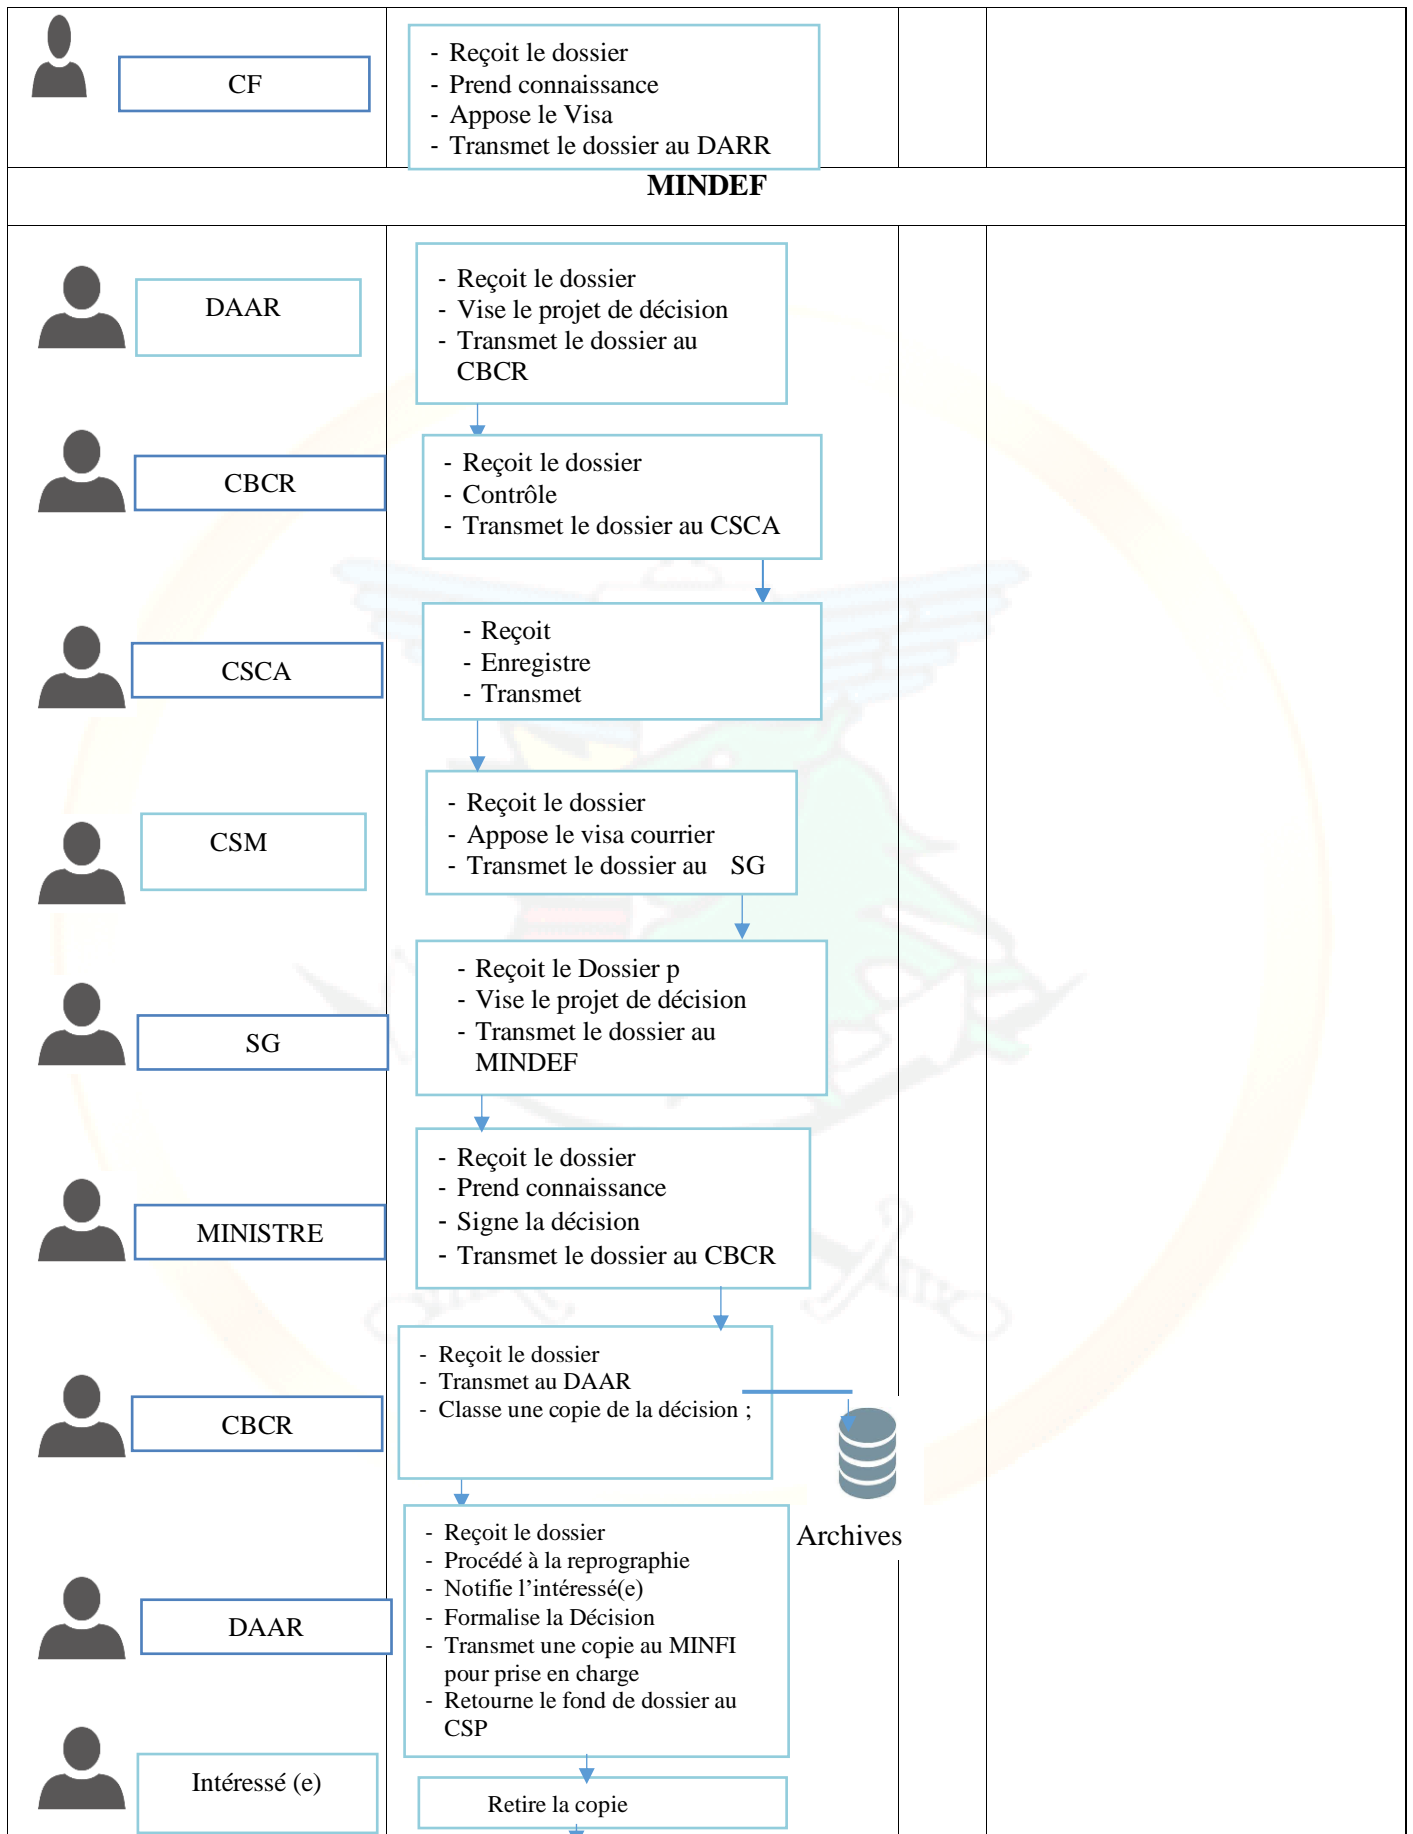 CF
- Reçoit le dossier
- Prend connaissance
- Appose le Visa
- Transmet le dossier au DARR
MINDEF
DAAR
- Reçoit le dossier
- Vise le projet de décision
- Transmet le dossier au
CBCR
CBCR
- Reçoit le dossier
- Contrôle
- Transmet le dossier au CSCA
CSCA
- Reçoit
- Enregistre
- Transmet
CSM
- Reçoit le dossier
- Appose le visa courrier
- Transmet le dossier au SG
SG
- Reçoit le Dossier p
- Vise le projet de décision
- Transmet le dossier au
MINDEF
MINISTRE
- Reçoit le dossier
- Prend connaissance
- Signe la décision
- Transmet le dossier au CBCR
CBCR
- Reçoit le dossier
- Transmet au DAAR
- Classe une copie de la décision ;
Archives
DAAR
- Reçoit le dossier
- Procédé à la reprographie
- Notifie l'intéressé(e)
- Formalise la Décision
- Transmet une copie au MINFI
pour prise en charge
- Retourne le fond de dossier au
CSP
Intéressé (e)
Retire la copie